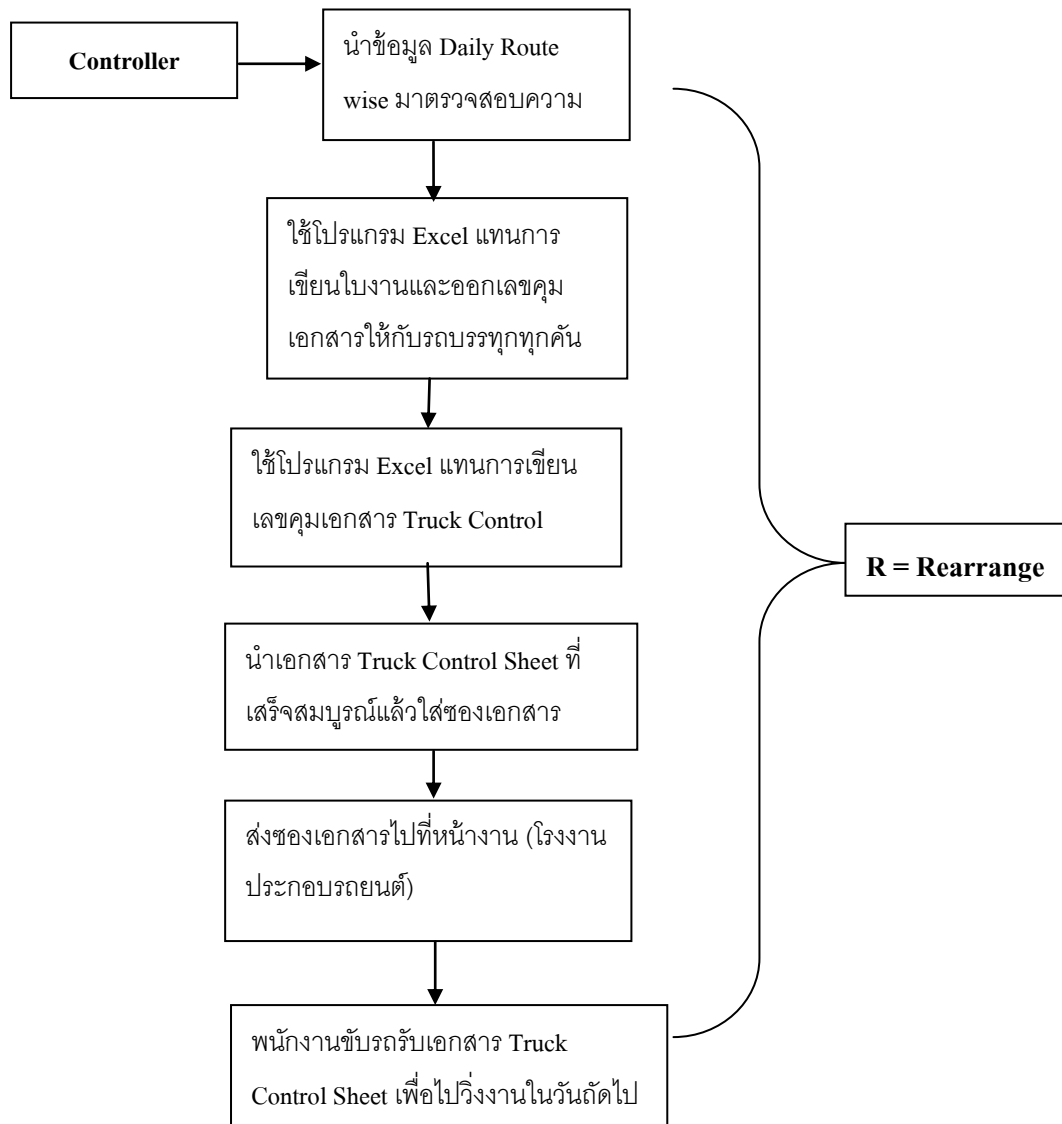 Controller
นำข้อมูล Daily Route
wise มาตรวจสอบความ
ใช้โปรแกรม Excel แทนการ
เขียนใบงานและออกเลขคุม
เอกสารให้กับรถบรรทุกทุกคัน
ใช้โปรแกรม Excel แทนการเขียน
เลขคุมเอกสาร Truck Control
R = Rearrange
นำเอกสาร Truck Control Sheet ที่
เสร็จสมบูรณ์แล้วใส่ซองเอกสาร
ส่งซองเอกสารไปที่หน้างาน (โรงงาน
ประกอบรถยนต์)
พนักงานขับรถรับเอกสาร Truck
Control Sheet เพื่อไปวิ่งงานในวันถัดไป